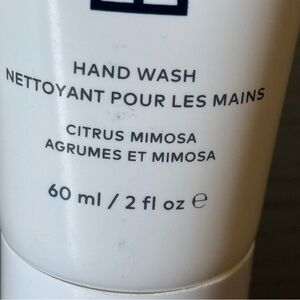 HAND WASH
NETTOYANT POUR LES MAINS
CITRUS MIMOSA
AGRUMES ET MIMOSA
60 ml / 2 fl oz ℮